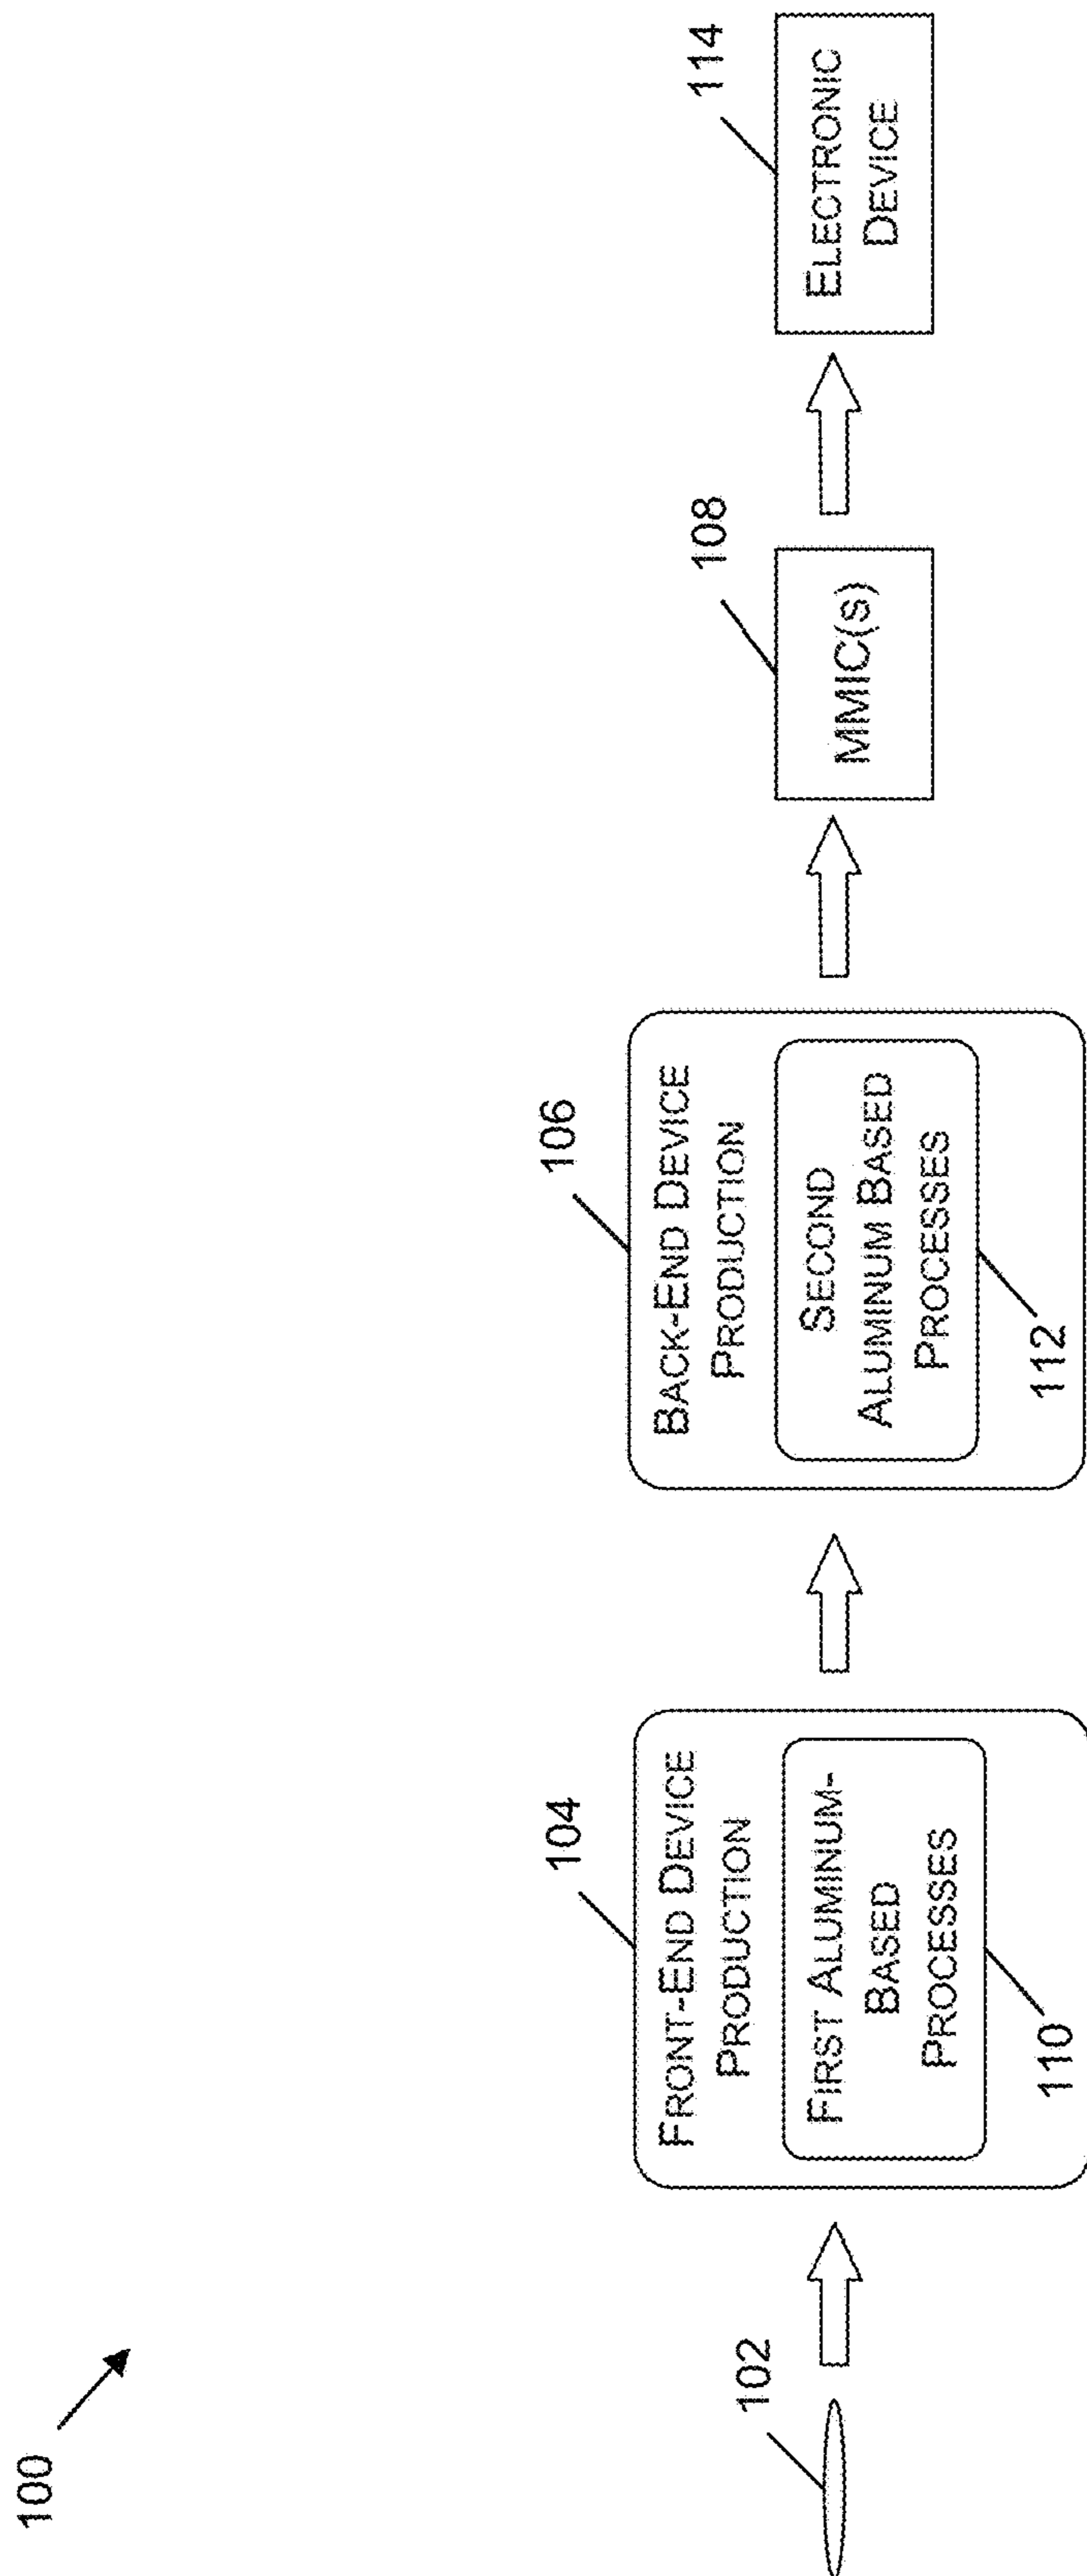 100
102
104
FRONT-END DEVICE
PRODUCTION
FIRST ALUMINUM-
BASED
PROCESSES
110
106
BACK-END DEVICE
PRODUCTION
SECOND
ALUMINUM BASED
PROCESSES
112
108
MMIC(s)
114
ELECTRONIC
DEVICE